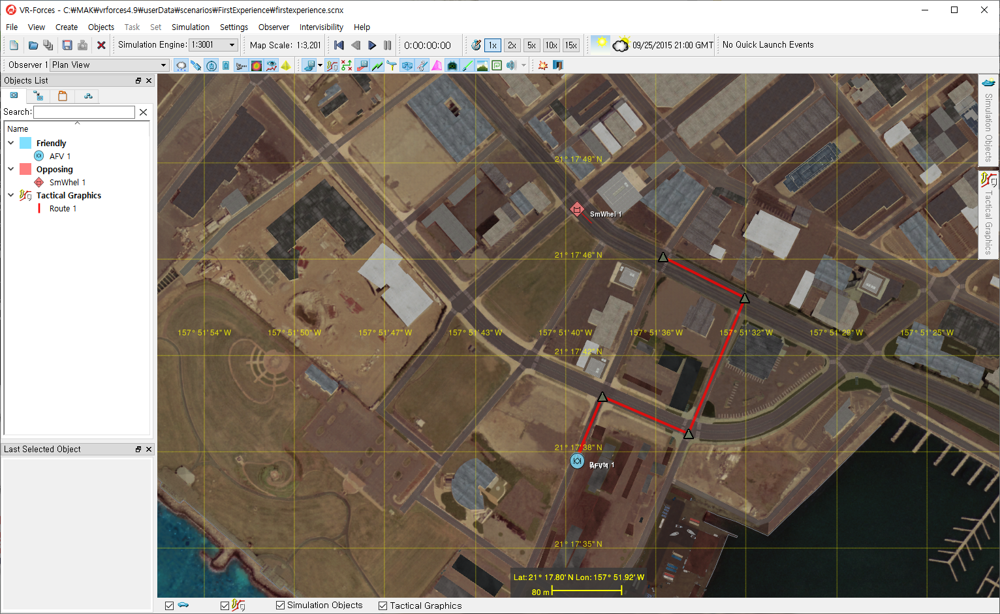 VR-Forces - C:₩MAK₩vrforces4.9₩userData₩scenarios₩FirstExperience₩firstexperience.scnx
File View Create Objects Task Set Simulation Settings Observer Intervisibility Help
Simulation Engine: 1:3001 Map Scale: 1:3,201 0:00:00:00 1x 2x 5x 10x 15x 09/25/2015 21:00 GMT No Quick Launch Events
Observer 1 Plan View
Objects List
Search:
Name
Friendly
AFV 1
Opposing
SmWhel 1
Tactical Graphics
Route 1
Last Selected Object
21° 17' 49" N
SmWhel 1
21° 17' 46" N
157° 51' 54" W 157° 51' 50" W 157° 51' 47" W 157° 51' 43" W 157° 51' 40" W 157° 51' 36" W 157° 51' 32" W 157° 51' 29" W 157° 51' 25" W
21° 17' 42" N
21° 17' 38" N
Route 1
AFV 1
21° 17' 35" N
Lat: 21° 17.80' N Lon: 157° 51.92' W
80 m
Simulation Objects
Tactical Graphics
Simulation Objects Tactical Graphics